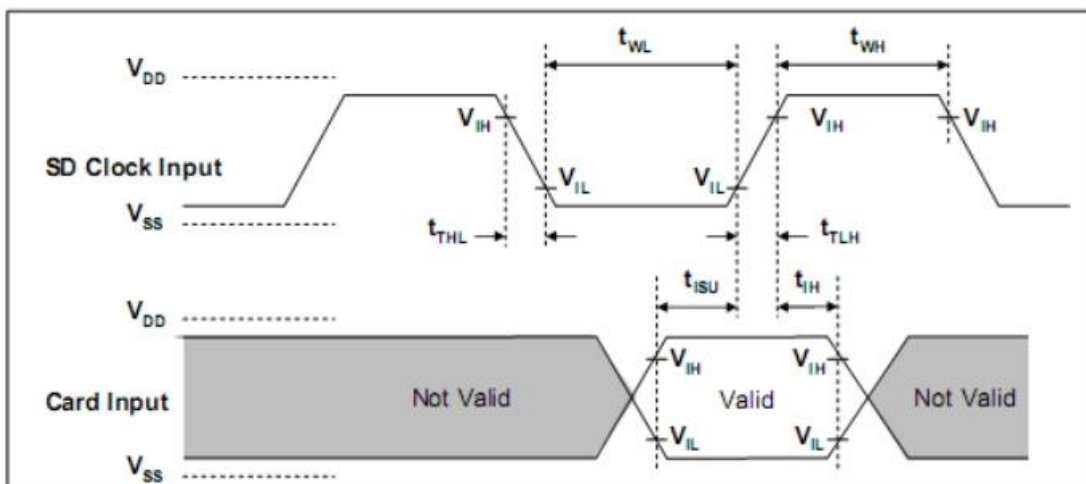 tWL tWH
VDD
VIH VIH VIH
SD Clock Input
VIL VIL
VSS
tTHL tTLH
tISU tIH
VDD
VIH VIH
Card Input Not Valid Valid Not Valid
VIL VIL
VSS